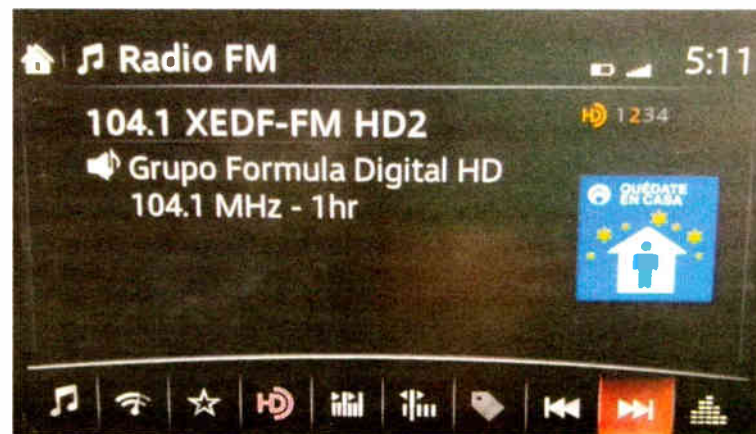 Radio FM
5:11
104.1 XEDF-FM HD2
HD 1234
Grupo Formula Digital HD
104.1 MHz - 1hr
QUÉDATE
EN CASA
HD